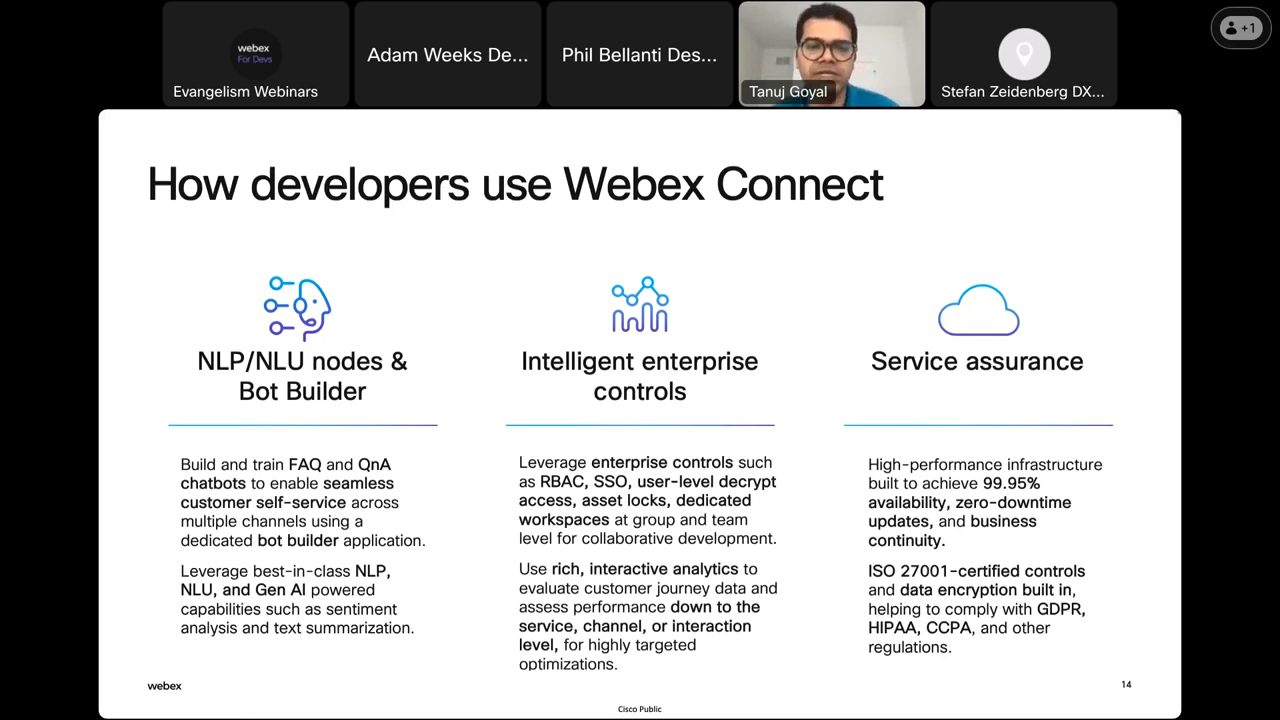 webex
For Devs
Evangelism Webinars
Adam Weeks De...
Phil Bellanti Des...
Tanuj Goyal
Stefan Zeidenberg DX...
+1
How developers use Webex Connect
NLP/NLU nodes &
Bot Builder
Build and train FAQ and QnA
chatbots to enable seamless
customer self-service across
multiple channels using a
dedicated bot builder application.
Leverage best-in-class NLP,
NLU, and Gen AI powered
capabilities such as sentiment
analysis and text summarization.
Intelligent enterprise
controls
Leverage enterprise controls such
as RBAC, SSO, user-level decrypt
access, asset locks, dedicated
workspaces at group and team
level for collaborative development.
Use rich, interactive analytics to
evaluate customer journey data and
assess performance down to the
service, channel, or interaction
level, for highly targeted
optimizations.
Service assurance
High-performance infrastructure
built to achieve 99.95%
availability, zero-downtime
updates, and business
continuity.
ISO 27001-certified controls
and data encryption built in,
helping to comply with GDPR,
HIPAA, CCPA, and other
regulations.
webex
14
Cisco Public